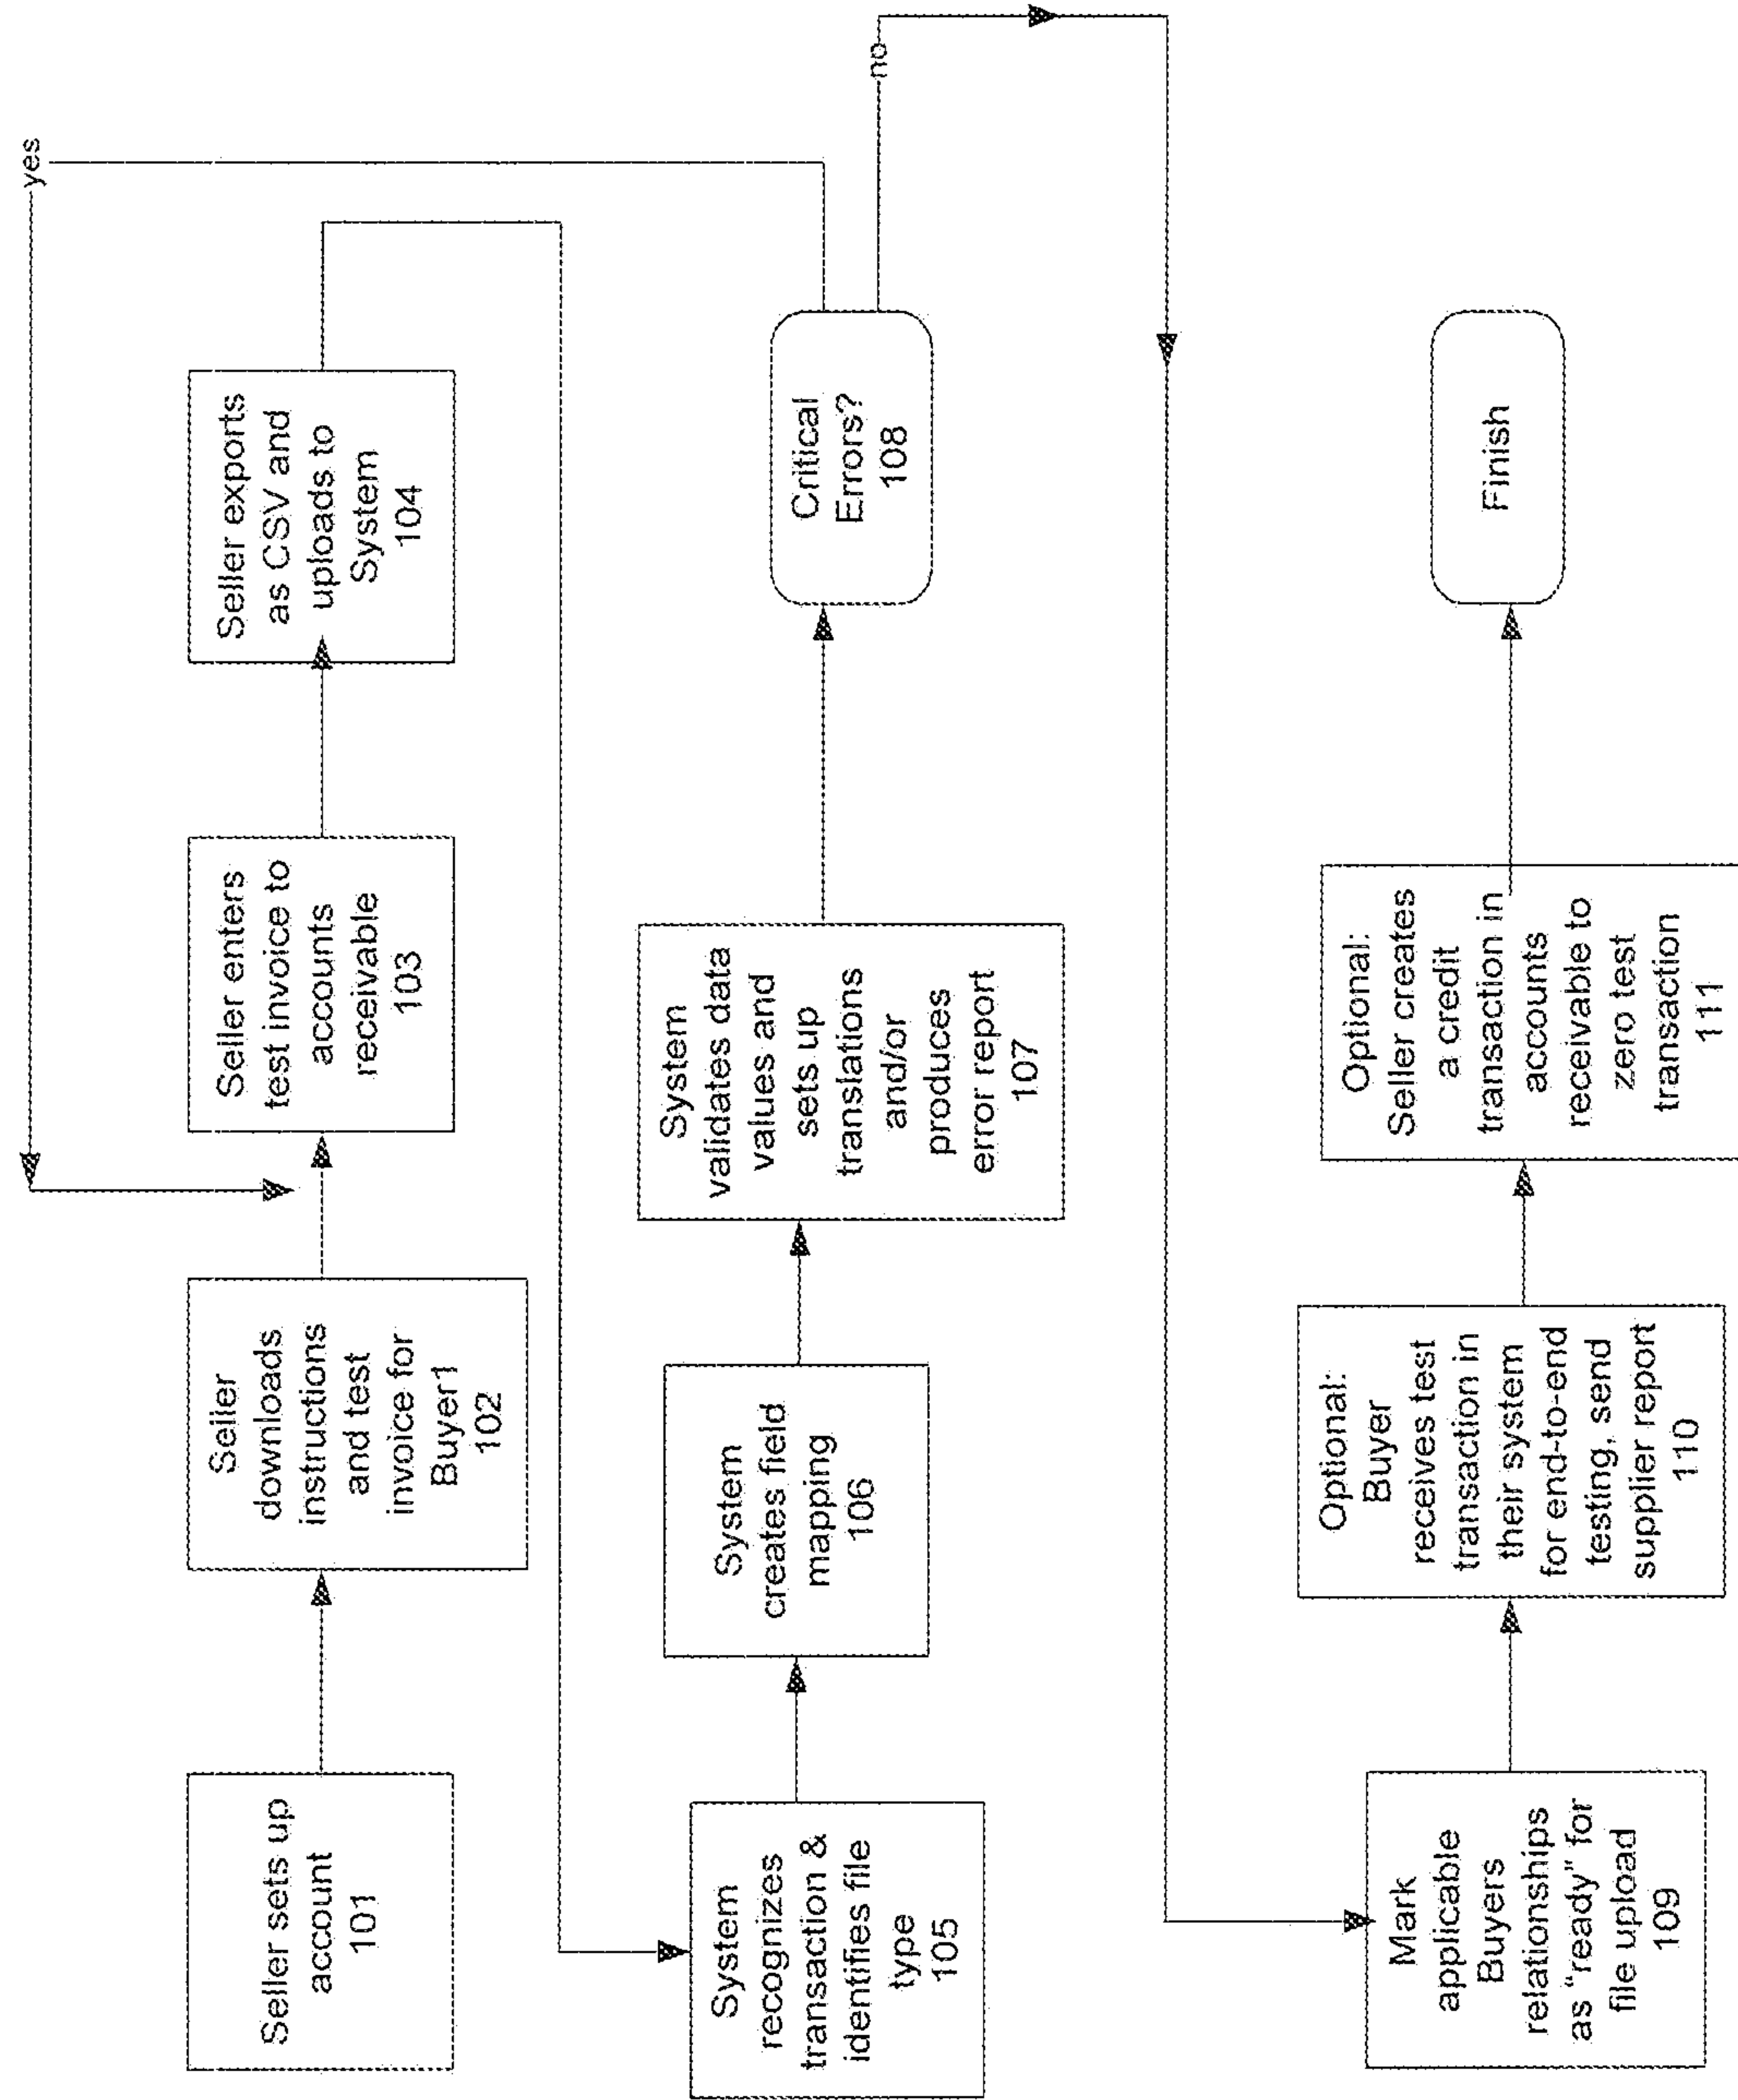 Seller sets up
account
101
Seller
downloads
instructions
and test
invoice for
Buyer1
102
Seller enters
test invoice to
accounts
receivable
103
Seller exports
as CSV and
uploads to
System
104
yes
System
recognizes
transaction &
identifies file
type
105
System
creates field
mapping
106
System
validates data
values and
sets up
translations
and/or
produces
error report
107
Critical
Errors?
108
no
Mark
applicable
Buyers
relationships
as "ready" for
file upload
109
Optional:
Buyer
receives test
transaction in
their system
for end-to-end
testing, send
supplier report
110
Optional:
Seller creates
a credit
transaction in
accounts
receivable to
zero test
transaction
111
Finish